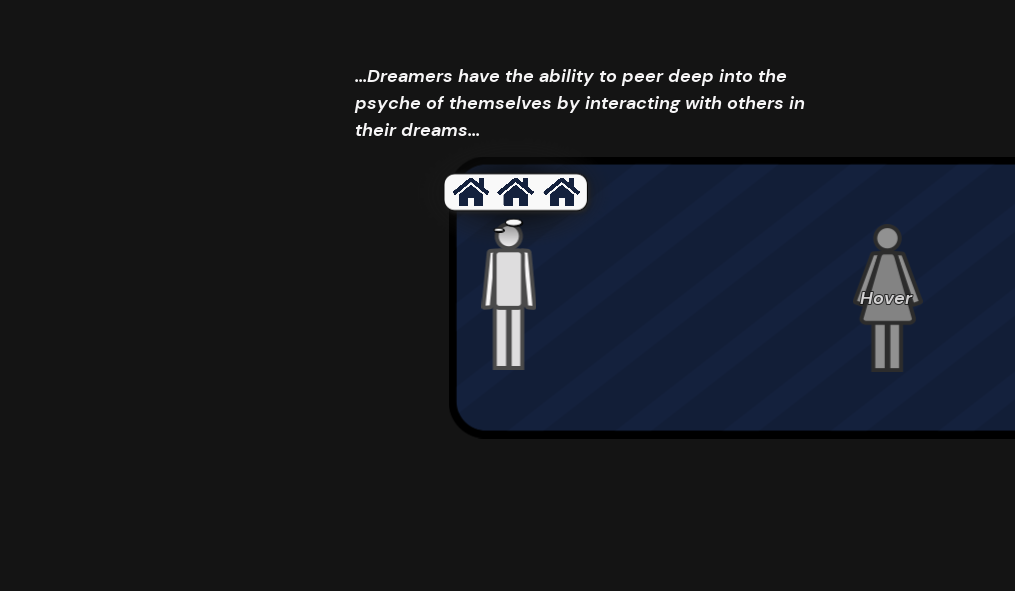 …Dreamers have the ability to peer deep into the
psyche of themselves by interacting with others in
their dreams…
Hover